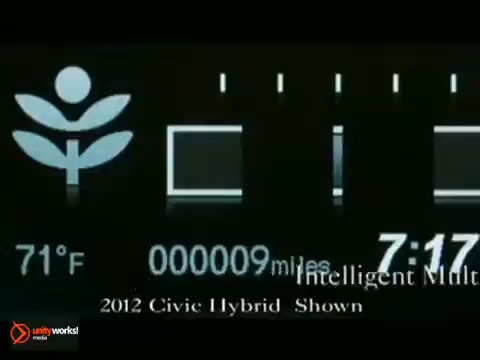 71°F 000009miles 7:17
Intelligent Mult
2012 Civic Hybrid Shown
unityworks!
media